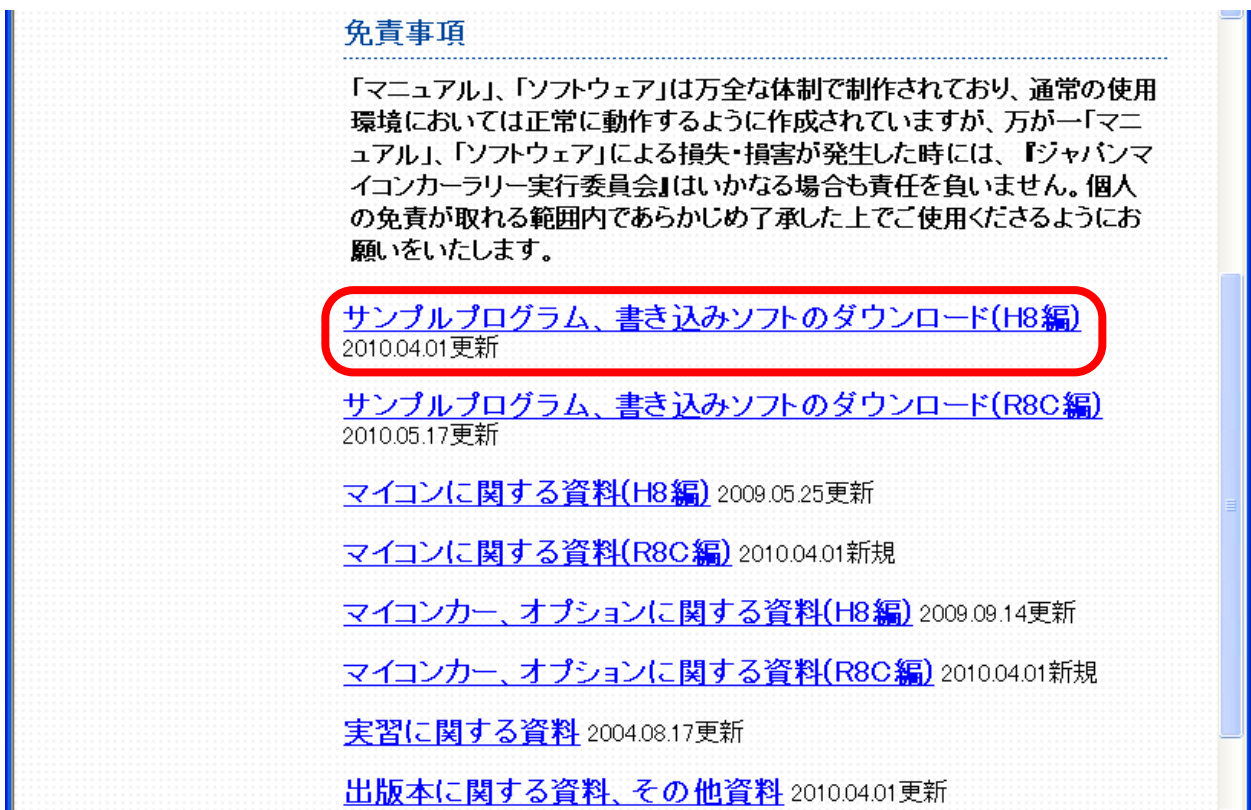 免責事項
「マニュアル」、「ソフトウェア」は万全な体制で制作されており、通常の使用
環境においては正常に動作するように作成されていますが、万が一「マニ
ュアル」、「ソフトウェア」による損失・損害が発生した時には、『ジャパンマ
イコンカーラリー実行委員会』はいかなる場合も責任を負いません。個人
の免責が取れる範囲内であらかじめ了承した上でご使用くださるようにお
願いをいたします。
サンプルプログラム、書き込みソフトのダウンロード(H8編)
2010.04.01更新
サンプルプログラム、書き込みソフトのダウンロード(R8C編)
2010.05.17更新
マイコンに関する資料(H8編) 2009.05.25更新
マイコンに関する資料(R8C編) 2010.04.01新規
マイコンカー、オプションに関する資料(H8編) 2009.09.14更新
マイコンカー、オプションに関する資料(R8C編) 2010.04.01新規
実習に関する資料 2004.08.17更新
出版本に関する資料、その他資料 2010.04.01更新